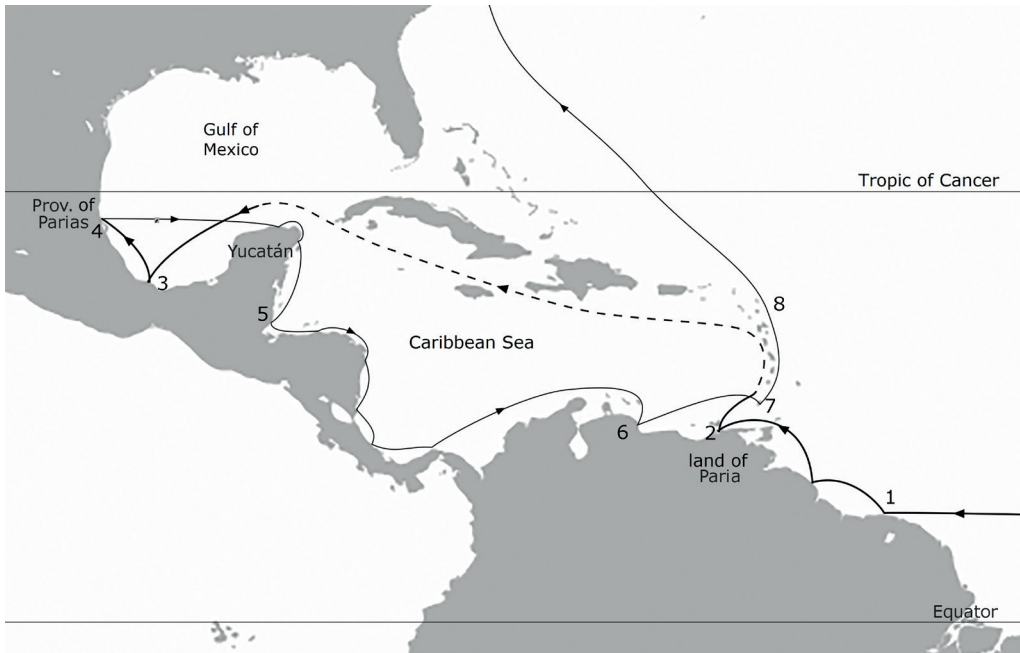 Gulf of
Mexico
Tropic of Cancer
Prov. of
Parias
4
Yucatán
3
8
5
Caribbean Sea
7
6
2
land of
Paria
1
Equator